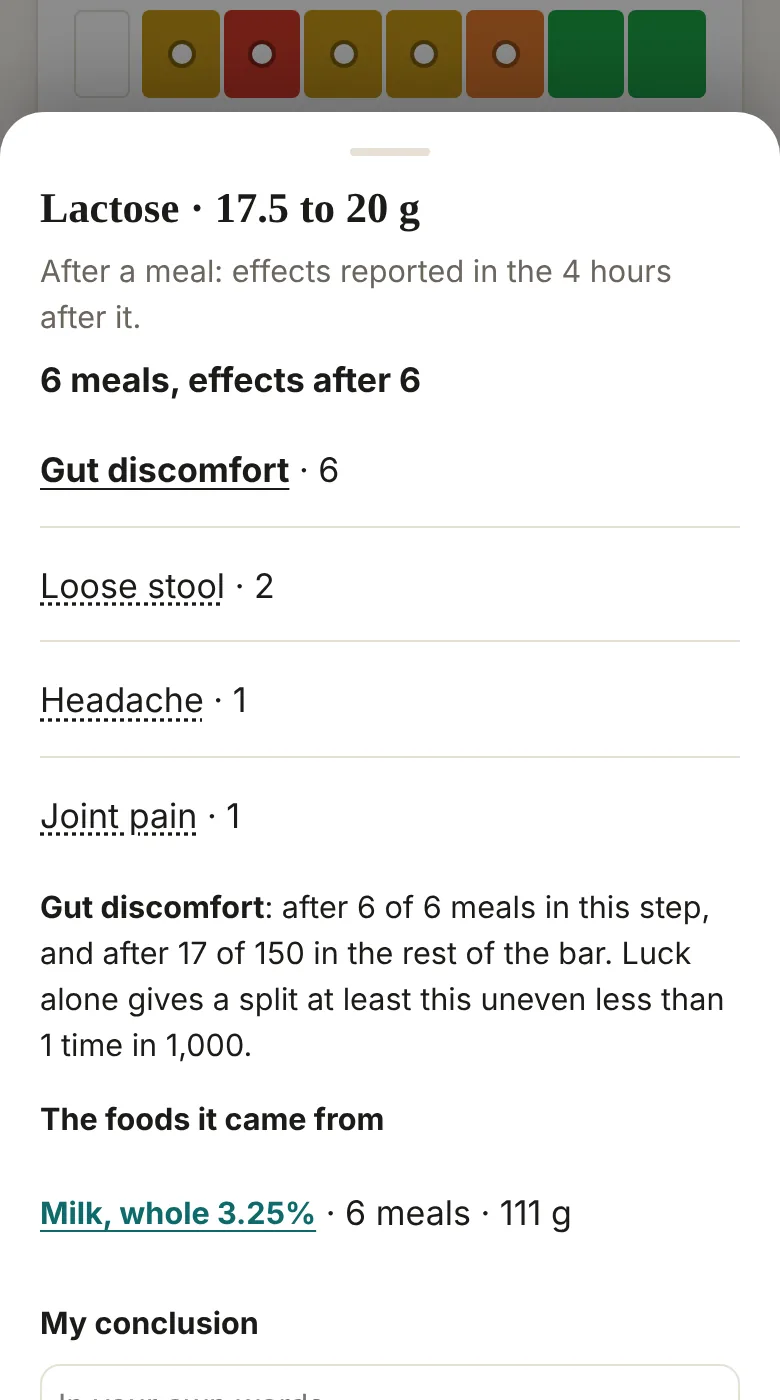 Lactose · 17.5 to 20 g
After a meal: effects reported in the 4 hours
after it.
6 meals, effects after 6
Gut discomfort · 6
Loose stool · 2
Headache · 1
Joint pain · 1
Gut discomfort: after 6 of 6 meals in this step,
and after 17 of 150 in the rest of the bar. Luck
alone gives a split at least this uneven less than
1 time in 1,000.
The foods it came from
Milk, whole 3.25% · 6 meals · 111 g
My conclusion